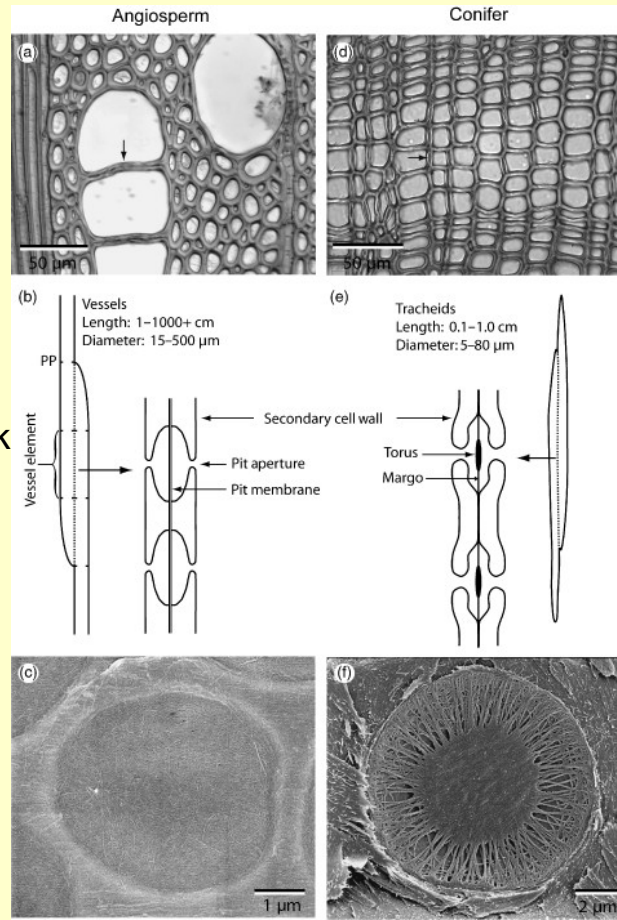 Angiosperm
Conifer
(a)
50 µm
(d)
50 µm
(b)
Vessels
Length: 1–1000+ cm
Diameter: 15–500 µm
PP
Vessel element
(e)
Tracheids
Length: 0.1–1.0 cm
Diameter: 5–80 µm
Secondary cell wall
Pit aperture
Pit membrane
Torus
Margo
k
(c)
1 µm
(f)
2 µm